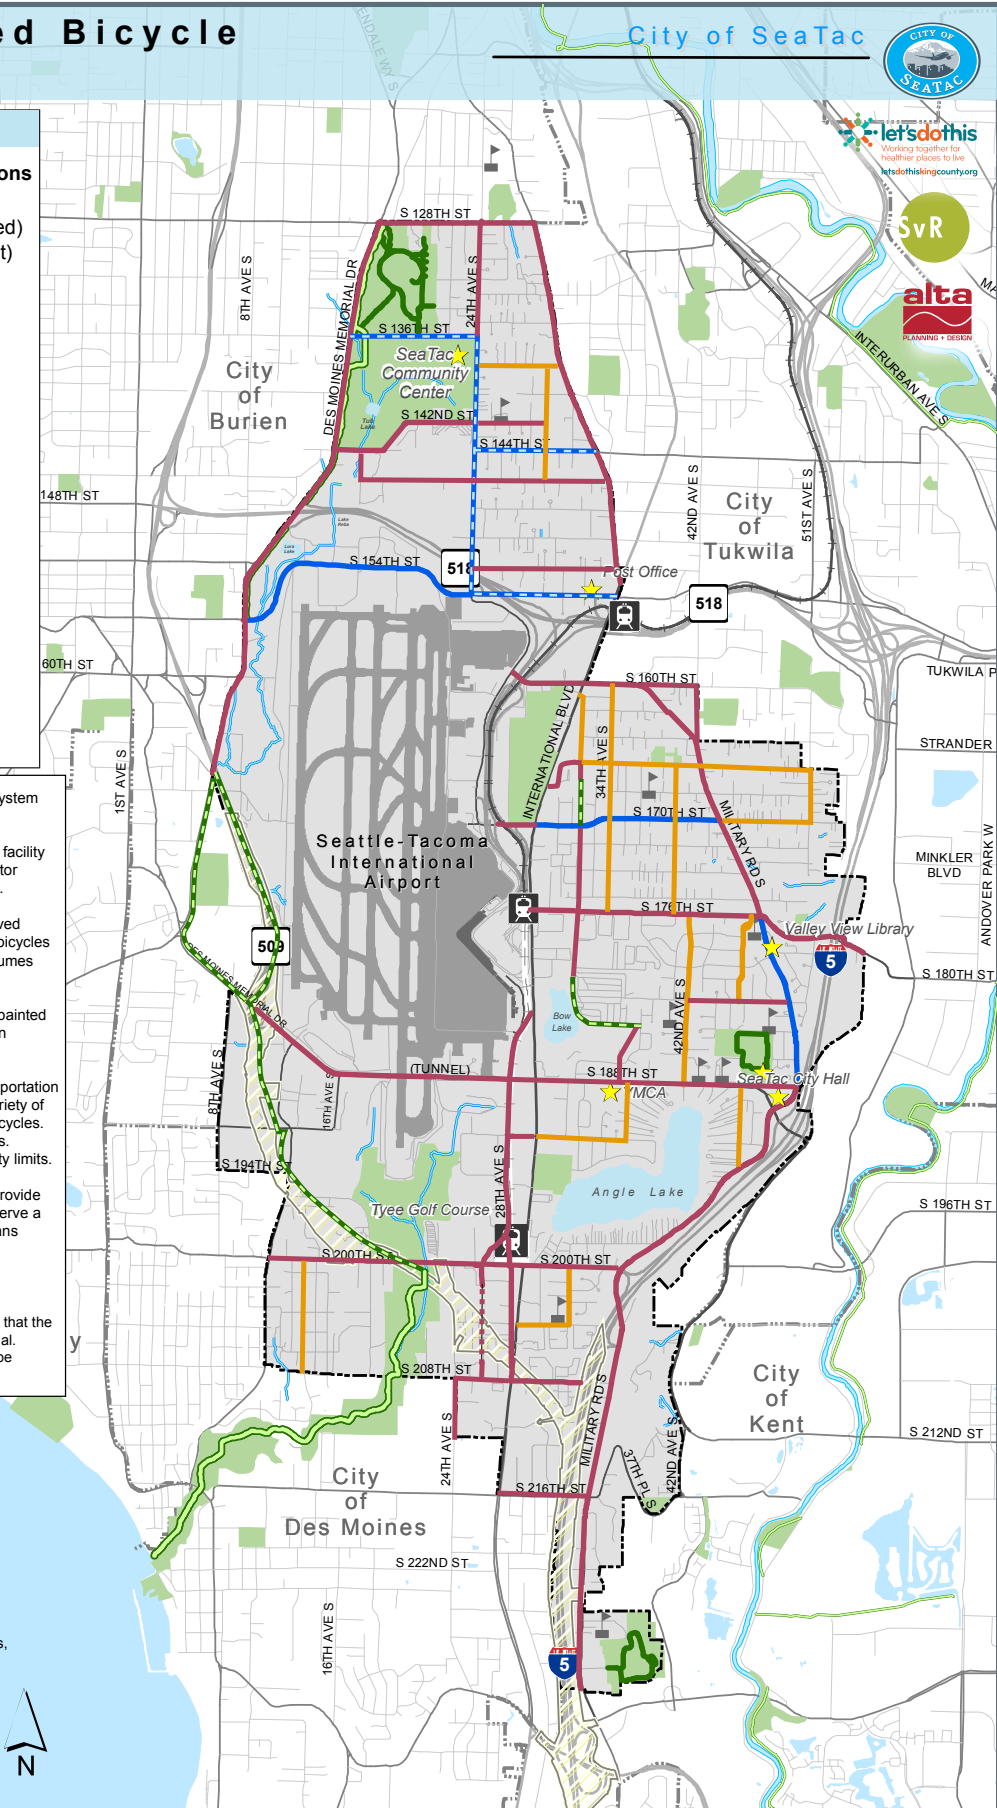 ed Bicycle
City of SeaTac
CITY OF
SEATAC
let'sdothis
Working together for
healthier places to live
letsdothiskingcounty.org
SvR
alta
PLANNING + DESIGN
ons
ed)
t)
S 128TH ST
8TH AVE S
DES MOINES MEMORIAL DR
24TH AVE S
S 136TH ST
SeaTac
Community
Center
City
of
Burien
INTERURBAN AVE S
Tub
Lake
S 142ND ST
S 144TH ST
148TH ST
42ND AVE S
51ST AVE S
City
of
Tukwila
Lake
Reba
Lora
Lake
S 154TH ST
518
Post Office
518
60TH ST
S 160TH ST
TUKWILA P
INTERNATIONAL BLVD
34TH AVE S
STRANDER
1ST AVE S
ystem
S 170TH ST
MILITARY RD S
Seattle-Tacoma
International
Airport
facility
tor
MINKLER
BLVD
ANDOVER PARK W
ved
bicycles
umes
S 176TH ST
Valley View Library
509
5
S 180TH ST
DES MOINES MEMORIAL DR
painted
n
Bow
Lake
42ND AVE S
8TH AVE S
16TH AVE S
(TUNNEL)
S 188TH ST
SeaTac City Hall
YMCA
portation
riety of
cycles.
s.
ty limits.
S 194TH ST
28TH AVE S
Angle Lake
rovide
erve a
ans
Tyee Golf Course
S 196TH ST
S 200TH ST
S 200TH ST
that the
al.
be
y
S 208TH ST
City
of
Kent
24TH AVE S
MILITARY RD S
42ND AVE S
S 212ND ST
37TH PL S
City
of
Des Moines
S 216TH ST
S 222ND ST
16TH AVE S
s,
5
N